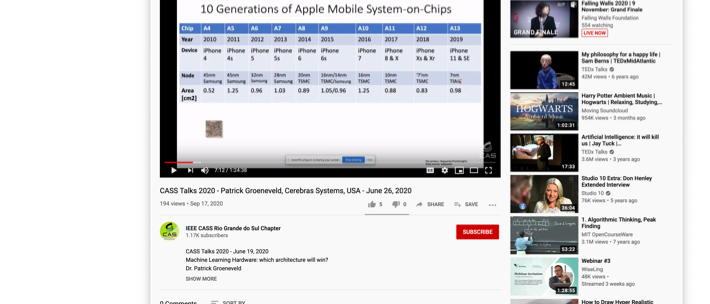 10 Generations of Apple Mobile System-on-Chips
Chip A4 A5 A6 A7 A8 A9 A10 A11 A12 A13
Year 2010 2011 2012 2013 2014 2015 2016 2017 2018 2019
Device iPhone 4 iPhone 4s iPhone 5 iPhone 5s iPhone 6 iPhone 6s iPhone 7 iPhone 8 & X iPhone Xs & Xr iPhone 11 & SE
Node 45nm Samsung 45nm Samsung 32nm Samsung 28nm Samsung 20nm TSMC 16nm/14nm TSMC/Samsung 16nm TSMC 10nm TSMC "7"nm TSMC 7nm TSMC
Area [cm2] 0.52 1.25 0.96 1.03 0.89 1.05/0.96 1.25 0.88 0.83 0.98
7:12 / 1:24:38
CASS Talks 2020 - Patrick Groeneveld, Cerebras Systems, USA - June 26, 2020
194 views • Sep 17, 2020
5 0 SHARE SAVE
IEEE CASS Rio Grande do Sul Chapter
1.17K subscribers
SUBSCRIBE
CASS Talks 2020 - June 19, 2020
Machine Learning Hardware: which architecture will win?
Dr. Patrick Groeneveld
SHOW MORE
0 Comments SORT BY
GRAND FINALE
Falling Walls 2020 | 9
November: Grand Finale
Falling Walls Foundation
554 watching
LIVE NOW
12:45
My philosophy for a happy life |
Sam Berns | TEDxMidAtlantic
TEDx Talks
42M views • 6 years ago
HOGWARTS
1:02:31
Harry Potter Ambient Music |
Hogwarts | Relaxing, Studying,...
Moving Soundcloud
954K views • 3 months ago
17:33
Artificial Intelligence: it will kill
us | Jay Tuck |...
TEDx Talks
3.6M views • 3 years ago
36:04
Studio 10 Extra: Don Henley
Extended Interview
Studio 10
76K views • 5 years ago
53:22
1. Algorithmic Thinking, Peak
Finding
MIT OpenCourseWare
3.1M views • 7 years ago
1:28:55
Webinar #3
WiseLing
48K views •
Streamed 3 weeks ago
How to Draw Hyper Realistic